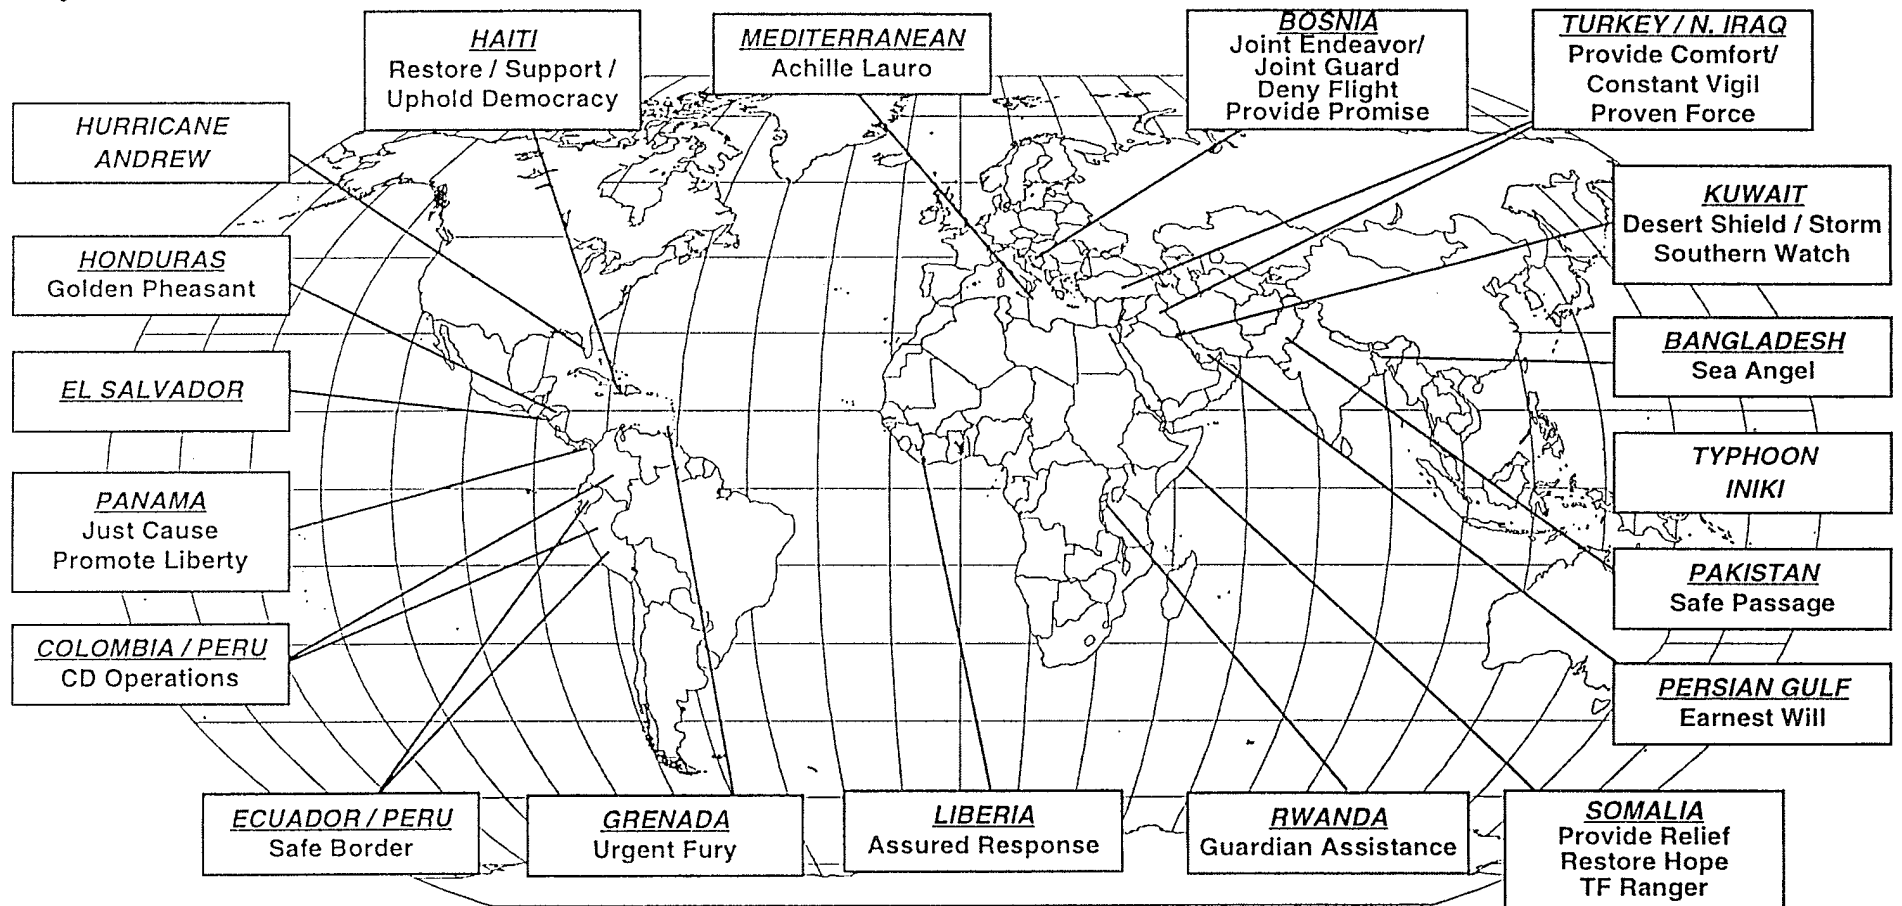 HAITI
Restore / Support /
Uphold Democracy
MEDITERRANEAN
Achille Lauro
BOSNIA
Joint Endeavor/
Joint Guard
Deny Flight
Provide Promise
TURKEY / N. IRAQ
Provide Comfort/
Constant Vigil
Proven Force
HURRICANE
ANDREW
KUWAIT
Desert Shield / Storm
Southern Watch
HONDURAS
Golden Pheasant
BANGLADESH
Sea Angel
EL SALVADOR
TYPHOON
INIKI
PANAMA
Just Cause
Promote Liberty
PAKISTAN
Safe Passage
COLOMBIA / PERU
CD Operations
PERSIAN GULF
Earnest Will
ECUADOR / PERU
Safe Border
GRENADA
Urgent Fury
LIBERIA
Assured Response
RWANDA
Guardian Assistance
SOMALIA
Provide Relief
Restore Hope
TF Ranger